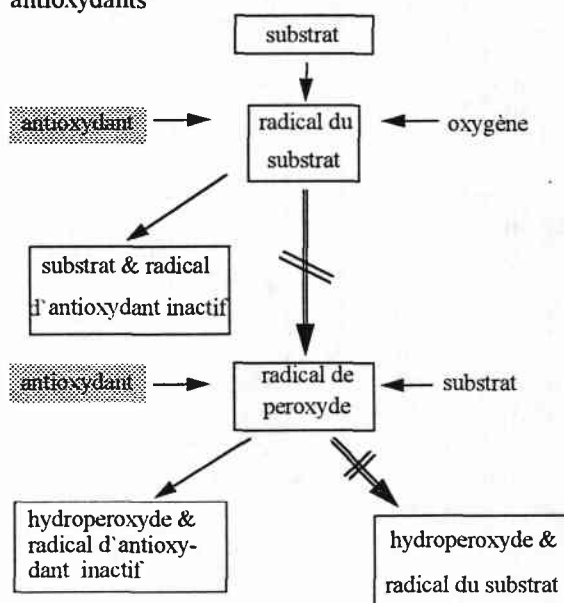 antioxydants
substrat
antioxydant
radical du
substrat
oxygène
substrat & radical
d'antioxydant inactif
antioxydant
radical de
peroxyde
substrat
hydroperoxyde &
radical d'antioxy-
dant inactif
hydroperoxyde &
radical du substrat